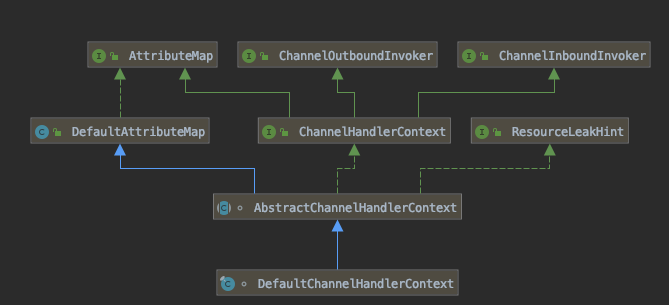 AttributeMap
ChannelOutboundInvoker
ChannelInboundInvoker
DefaultAttributeMap
ChannelHandlerContext
ResourceLeakHint
AbstractChannelHandlerContext
DefaultChannelHandlerContext